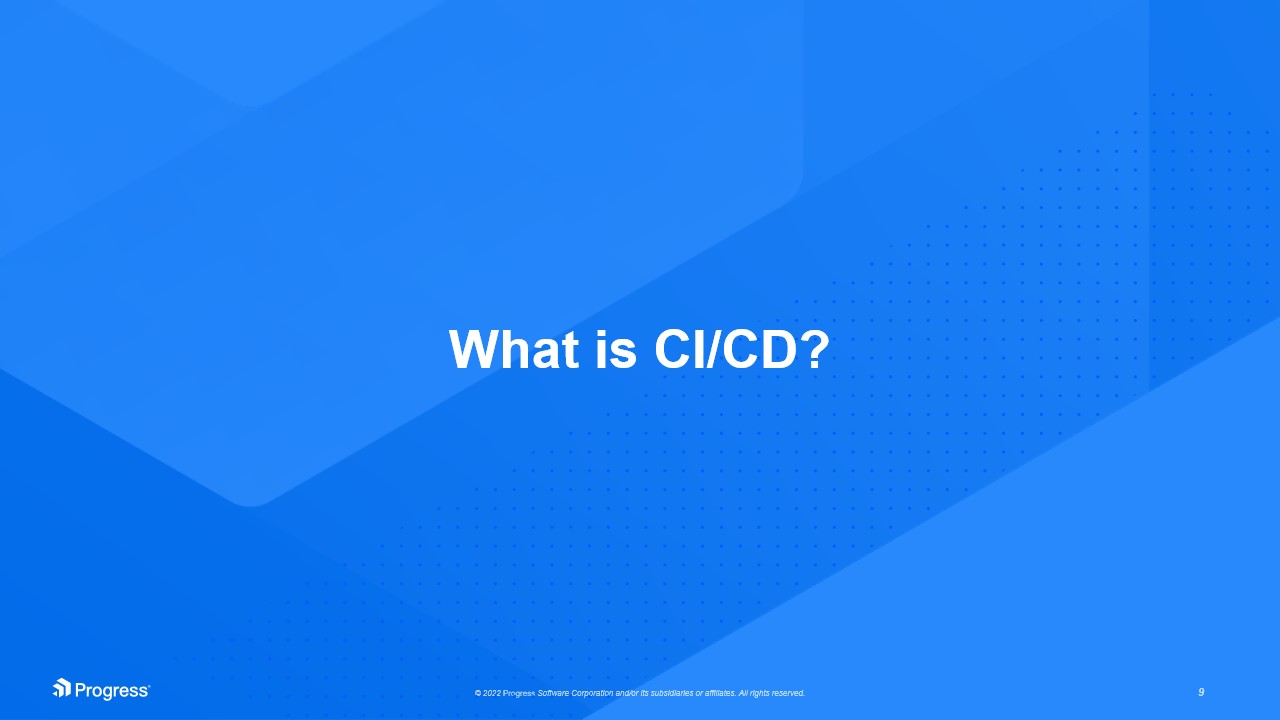 What is CI/CD?
Progress
© 2022 Progress Software Corporation and/or its subsidiaries or affiliates. All rights reserved.
9